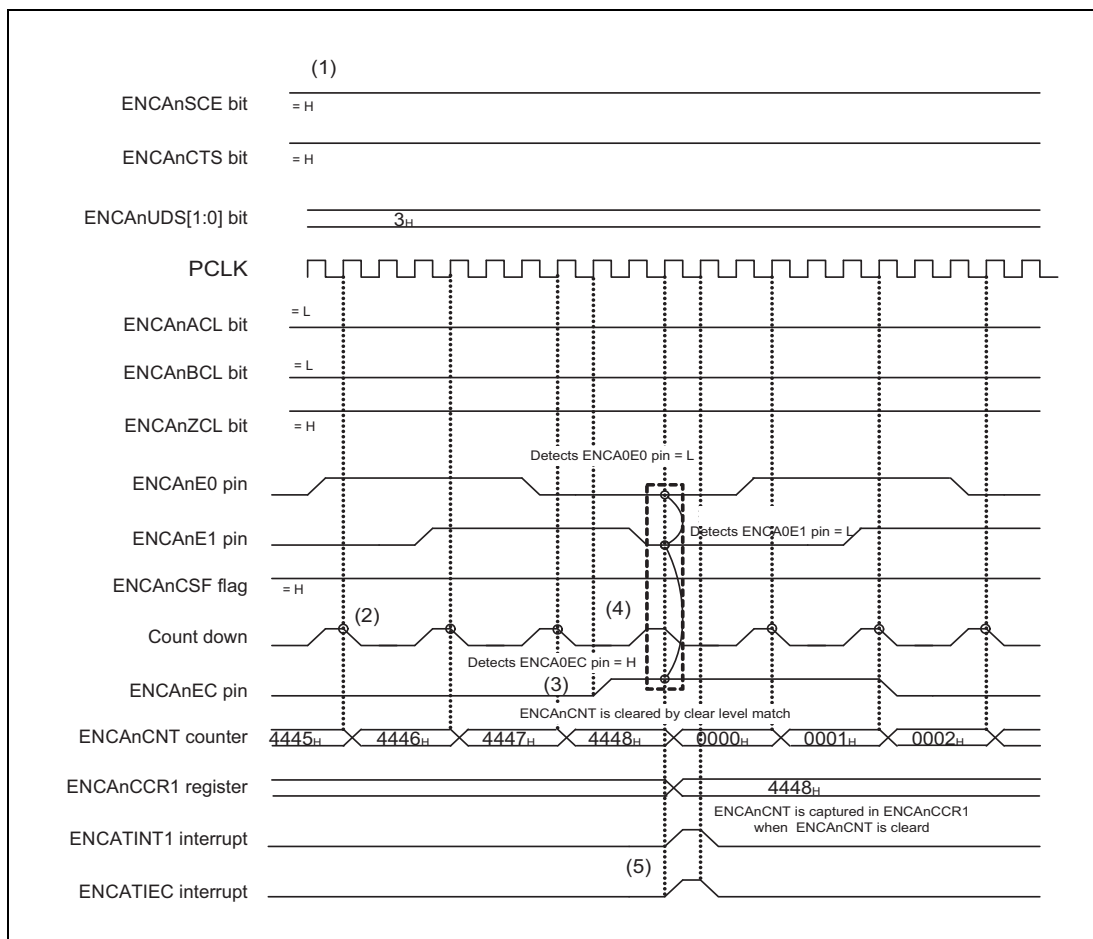 (1)
ENCAnSCE bit
= H
ENCAnCTS bit
= H
ENCAnUDS[1:0] bit
3H
PCLK
ENCAnACL bit
= L
ENCAnBCL bit
= L
ENCAnZCL bit
= H
Detects ENCA0E0 pin = L
ENCAnE0 pin
ENCAnE1 pin
Detects ENCA0E1 pin = L
ENCAnCSF flag
= H
Count down
(2)
(4)
Detects ENCA0EC pin = H
ENCAnEC pin
(3)
ENCAnCNT is cleared by clear level match
ENCAnCNT counter
4445H 4446H 4447H 4448H 0000H 0001H 0002H
ENCAnCCR1 register
4448H
ENCAnCNT is captured in ENCAnCCR1
when ENCAnCNT is cleard
ENCATINT1 interrupt
(5)
ENCATIEC interrupt